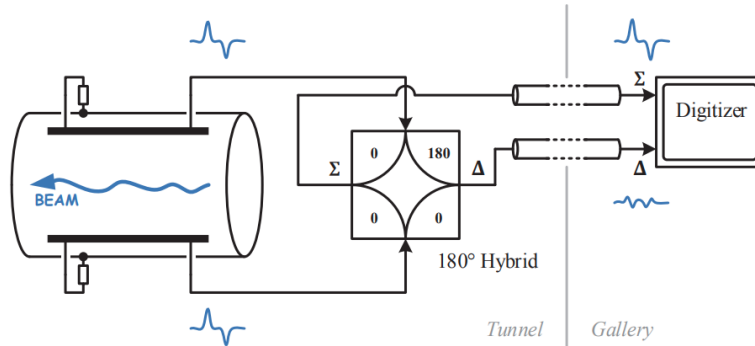 Σ
Digitizer
0
180
Σ
Δ
Δ
BEAM
0
0
180° Hybrid
Tunnel
Gallery